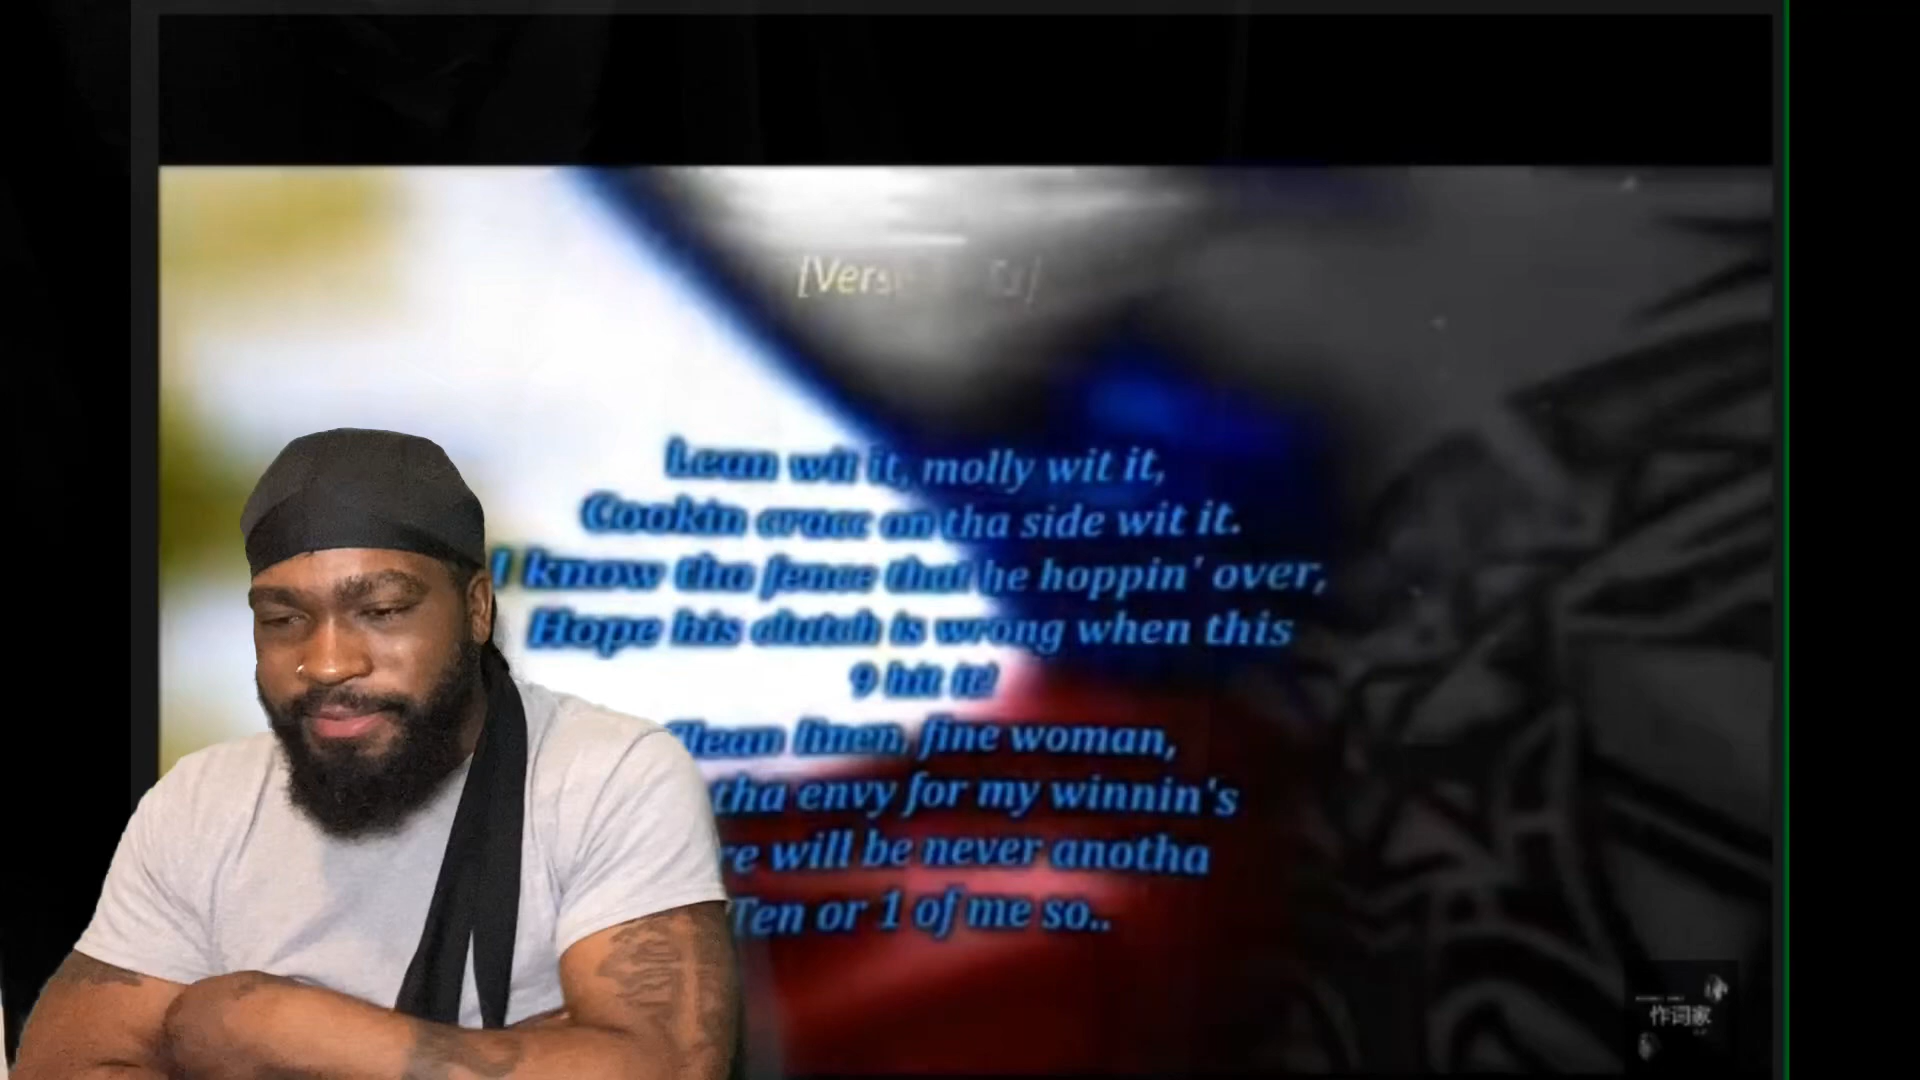 [Vers
Lean wit it, molly wit it,
Cookin cracc on tha side wit it.
I know tha fence that he hoppin' over,
Hope his clutch is wrong when this
9 hit it!
Clean linen, fine woman,
tha envy for my winnin's
re will be never anotha
Ten or 1 of me so..
作词家